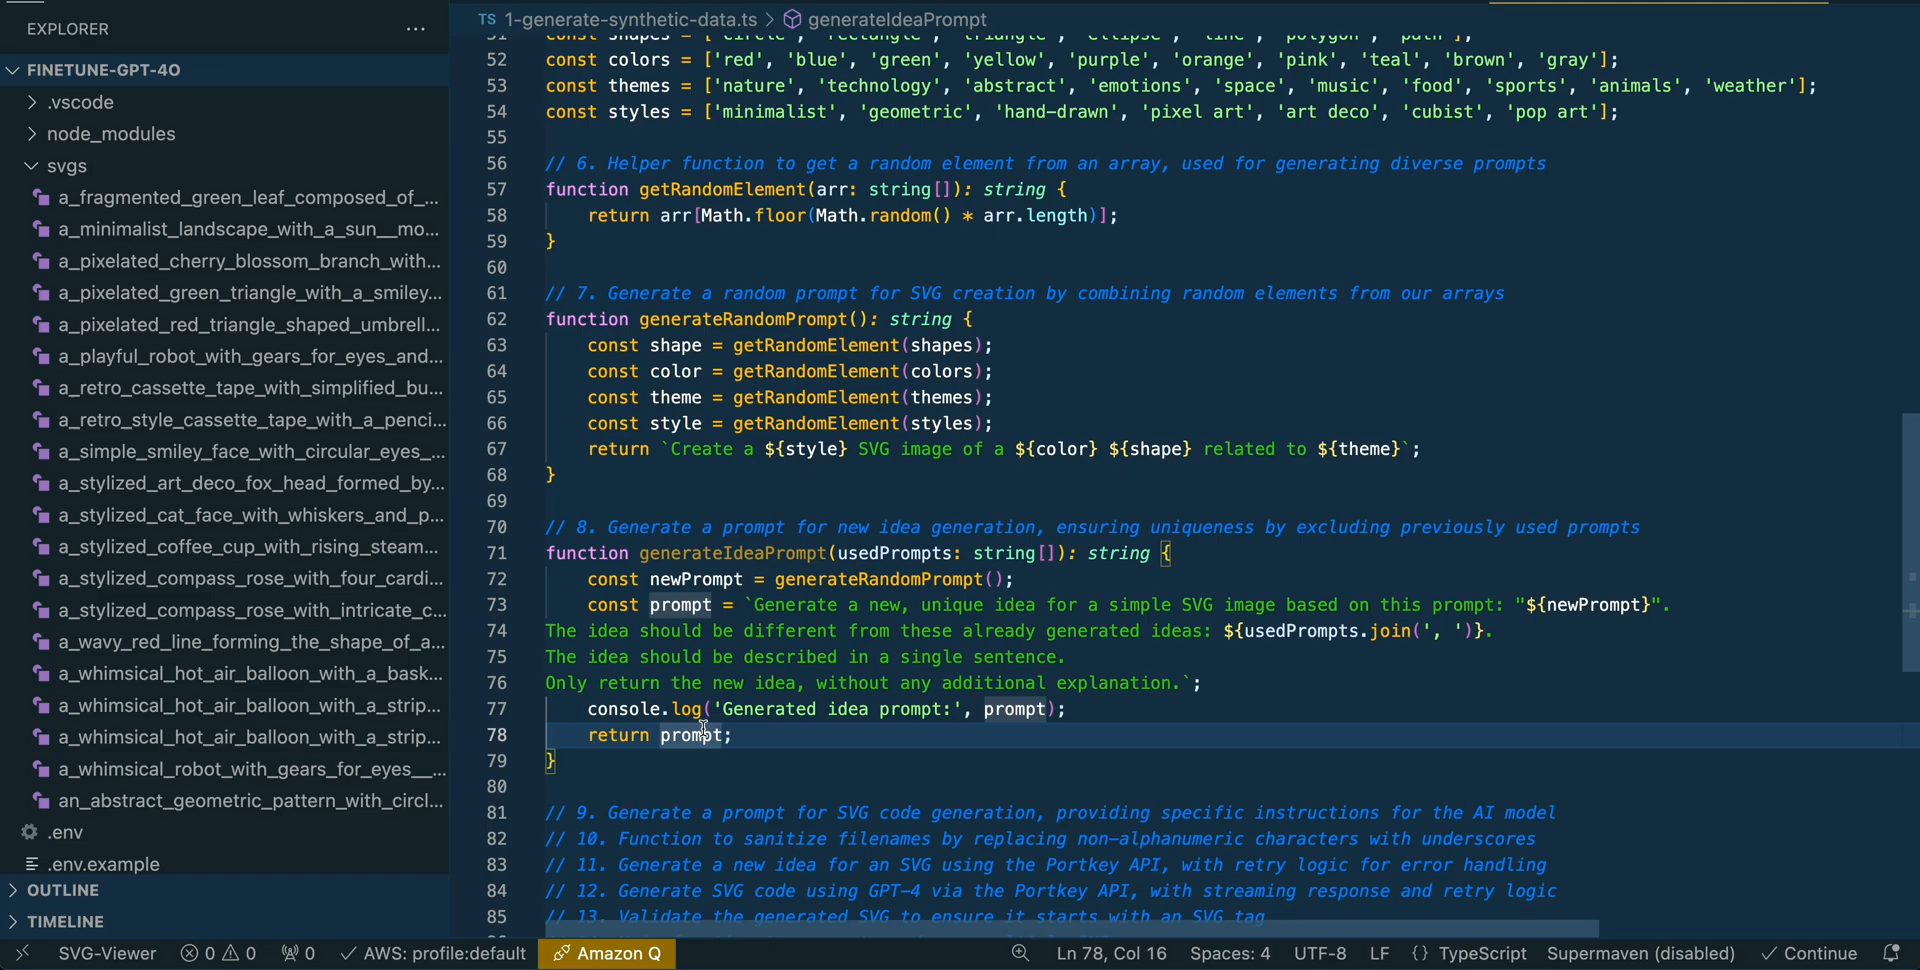 EXPLORER ...
FINETUNE-GPT-4O
.vscode
node_modules
svgs
a_fragmented_green_leaf_composed_of_...
a_minimalist_landscape_with_a_sun__mo...
a_pixelated_cherry_blossom_branch_with...
a_pixelated_green_triangle_with_a_smiley...
a_pixelated_red_triangle_shaped_umbrell...
a_playful_robot_with_gears_for_eyes_and...
a_retro_cassette_tape_with_simplified_bu...
a_retro_style_cassette_tape_with_a_penci...
a_simple_smiley_face_with_circular_eyes_...
a_stylized_art_deco_fox_head_formed_by...
a_stylized_cat_face_with_whiskers_and_p...
a_stylized_coffee_cup_with_rising_steam...
a_stylized_compass_rose_with_four_cardi...
a_stylized_compass_rose_with_intricate_c...
a_wavy_red_line_forming_the_shape_of_a...
a_whimsical_hot_air_balloon_with_a_bask...
a_whimsical_hot_air_balloon_with_a_strip...
a_whimsical_hot_air_balloon_with_a_strip...
a_whimsical_robot_with_gears_for_eyes__...
an_abstract_geometric_pattern_with_circl...
.env
.env.example
OUTLINE
TIMELINE
TS 1-generate-synthetic-data.ts > generateIdeaPrompt
51 const shapes = ['circle', 'rectangle', 'triangle', 'ellipse', 'line', 'polygon', 'path'];
52 const colors = ['red', 'blue', 'green', 'yellow', 'purple', 'orange', 'pink', 'teal', 'brown', 'gray'];
53 const themes = ['nature', 'technology', 'abstract', 'emotions', 'space', 'music', 'food', 'sports', 'animals', 'weather'];
54 const styles = ['minimalist', 'geometric', 'hand-drawn', 'pixel art', 'art deco', 'cubist', 'pop art'];
55
56 // 6. Helper function to get a random element from an array, used for generating diverse prompts
57 function getRandomElement(arr: string[]): string {
58 return arr[Math.floor(Math.random() * arr.length)];
59 }
60
61 // 7. Generate a random prompt for SVG creation by combining random elements from our arrays
62 function generateRandomPrompt(): string {
63 const shape = getRandomElement(shapes);
64 const color = getRandomElement(colors);
65 const theme = getRandomElement(themes);
66 const style = getRandomElement(styles);
67 return `Create a ${style} SVG image of a ${color} ${shape} related to ${theme}`;
68 }
69
70 // 8. Generate a prompt for new idea generation, ensuring uniqueness by excluding previously used prompts
71 function generateIdeaPrompt(usedPrompts: string[]): string {
72 const newPrompt = generateRandomPrompt();
73 const prompt = `Generate a new, unique idea for a simple SVG image based on this prompt: "${newPrompt}".
74 The idea should be different from these already generated ideas: ${usedPrompts.join(', ')}.
75 The idea should be described in a single sentence.
76 Only return the new idea, without any additional explanation.`;
77 console.log('Generated idea prompt:', prompt);
78 return prompt;
79 }
80
81 // 9. Generate a prompt for SVG code generation, providing specific instructions for the AI model
82 // 10. Function to sanitize filenames by replacing non-alphanumeric characters with underscores
83 // 11. Generate a new idea for an SVG using the Portkey API, with retry logic for error handling
84 // 12. Generate SVG code using GPT-4 via the Portkey API, with streaming response and retry logic
85 // 13. Validate the generated SVG to ensure it starts with an SVG tag
SVG-Viewer 0 0 0 AWS: profile:default Amazon Q Ln 78, Col 16 Spaces: 4 UTF-8 LF {} TypeScript Supermaven (disabled) Continue